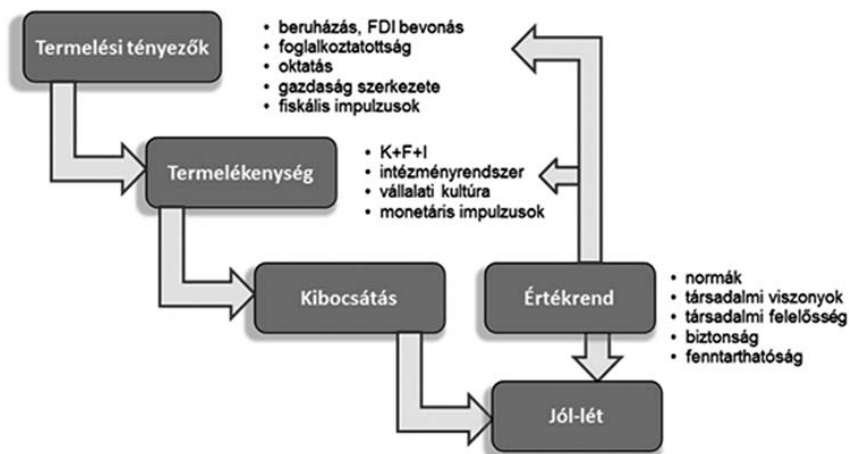 Termelési tényezők
• beruházás, FDI bevonás
• foglalkoztatottság
• oktatás
• gazdaság szerkezete
• fiskális impulzusok
Termelékenység
• K+F+I
• intézményrendszer
• vállalati kultúra
• monetáris impulzusok
Kibocsátás
Értékrend
• normák
• társadalmi viszonyok
• társadalmi felelősség
• biztonság
• fenntarthatóság
Jól-lét